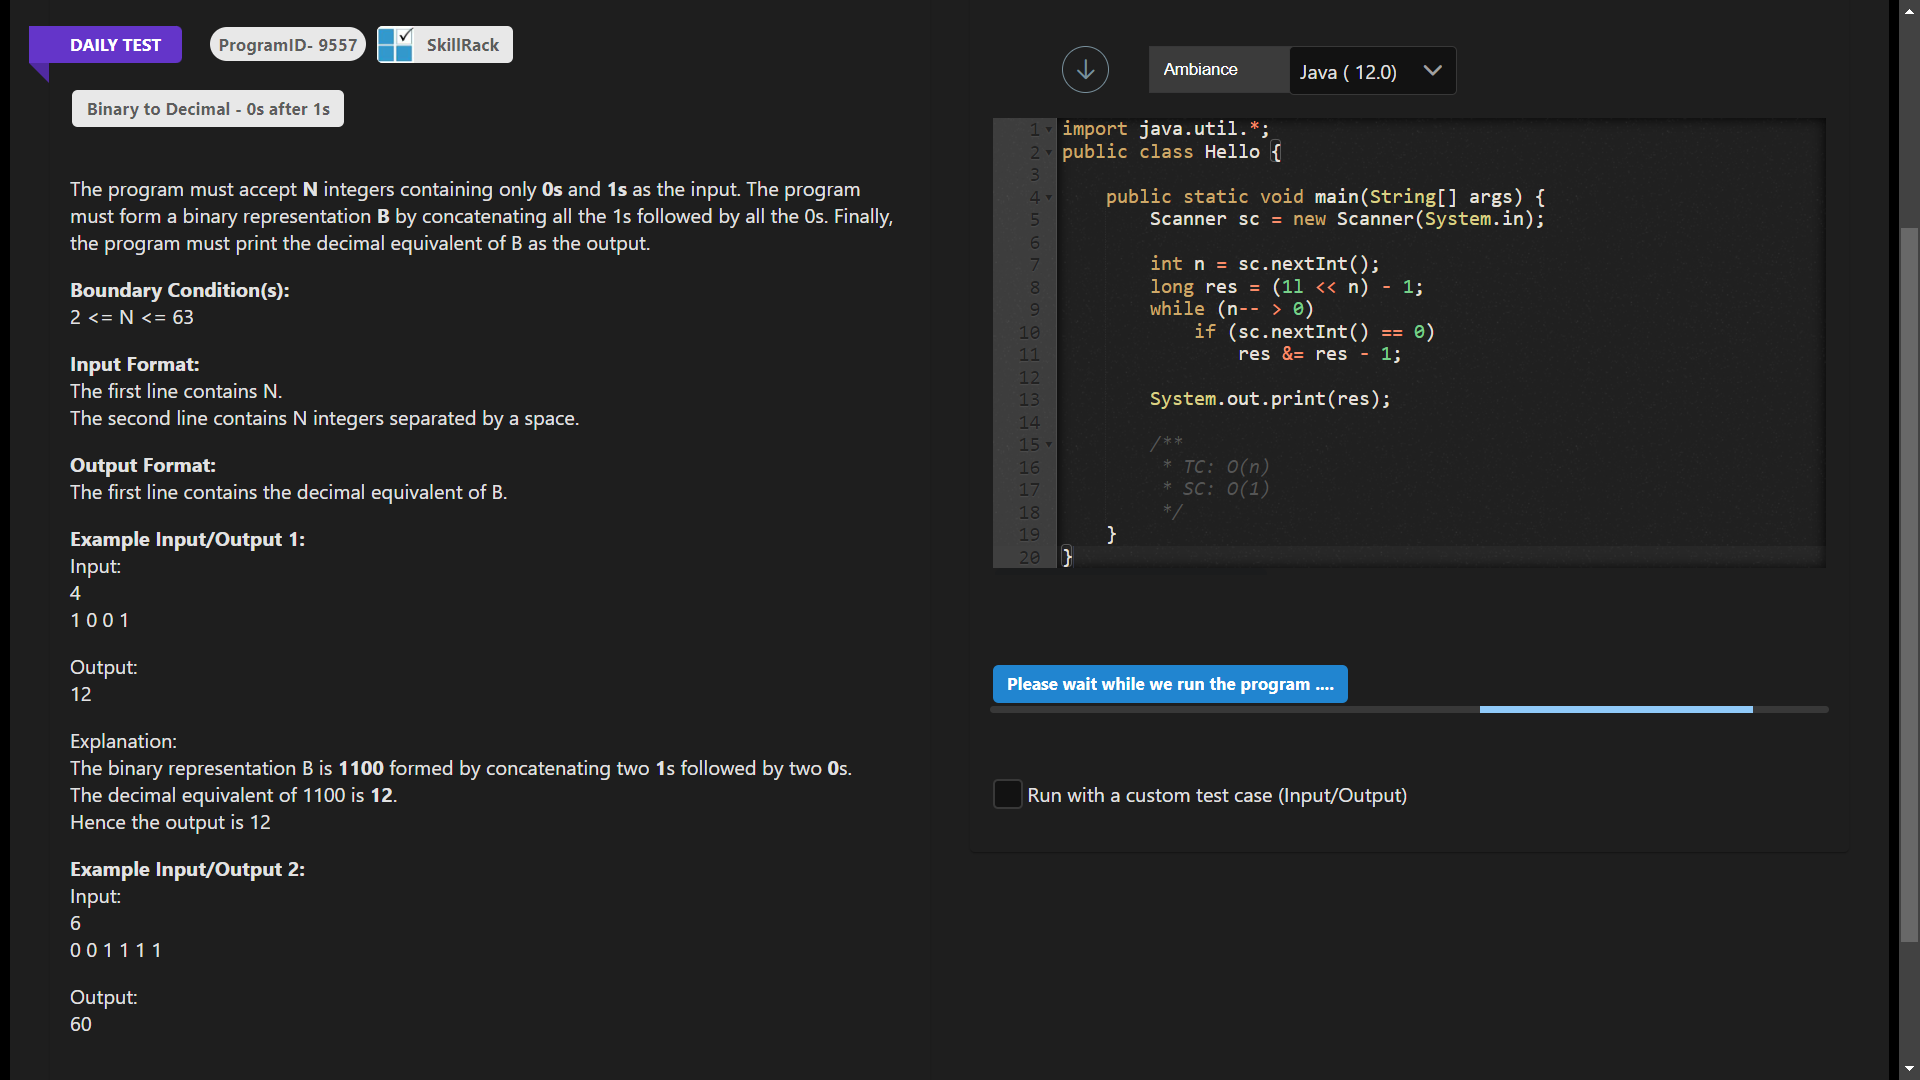 DAILY TEST
ProgramID- 9557
SkillRack
Binary to Decimal - 0s after 1s
The program must accept N integers containing only 0s and 1s as the input. The program
must form a binary representation B by concatenating all the 1s followed by all the 0s. Finally,
the program must print the decimal equivalent of B as the output.
Boundary Condition(s):
2 <= N <= 63
Input Format:
The first line contains N.
The second line contains N integers separated by a space.
Output Format:
The first line contains the decimal equivalent of B.
Example Input/Output 1:
Input:
4
1 0 0 1
Output:
12
Explanation:
The binary representation B is 1100 formed by concatenating two 1s followed by two 0s.
The decimal equivalent of 1100 is 12.
Hence the output is 12
Example Input/Output 2:
Input:
6
0 0 1 1 1 1
Output:
60
Ambiance
Java ( 12.0)
1 import java.util.*;
2 public class Hello {
3
4     public static void main(String[] args) {
5         Scanner sc = new Scanner(System.in);
6
7         int n = sc.nextInt();
8         long res = (1l << n) - 1;
9         while (n-- > 0)
10             if (sc.nextInt() == 0)
11                 res &= res - 1;
12
13         System.out.print(res);
14
15         /**
16          * TC: O(n)
17          * SC: O(1)
18          */
19     }
20 }
Please wait while we run the program ....
Run with a custom test case (Input/Output)